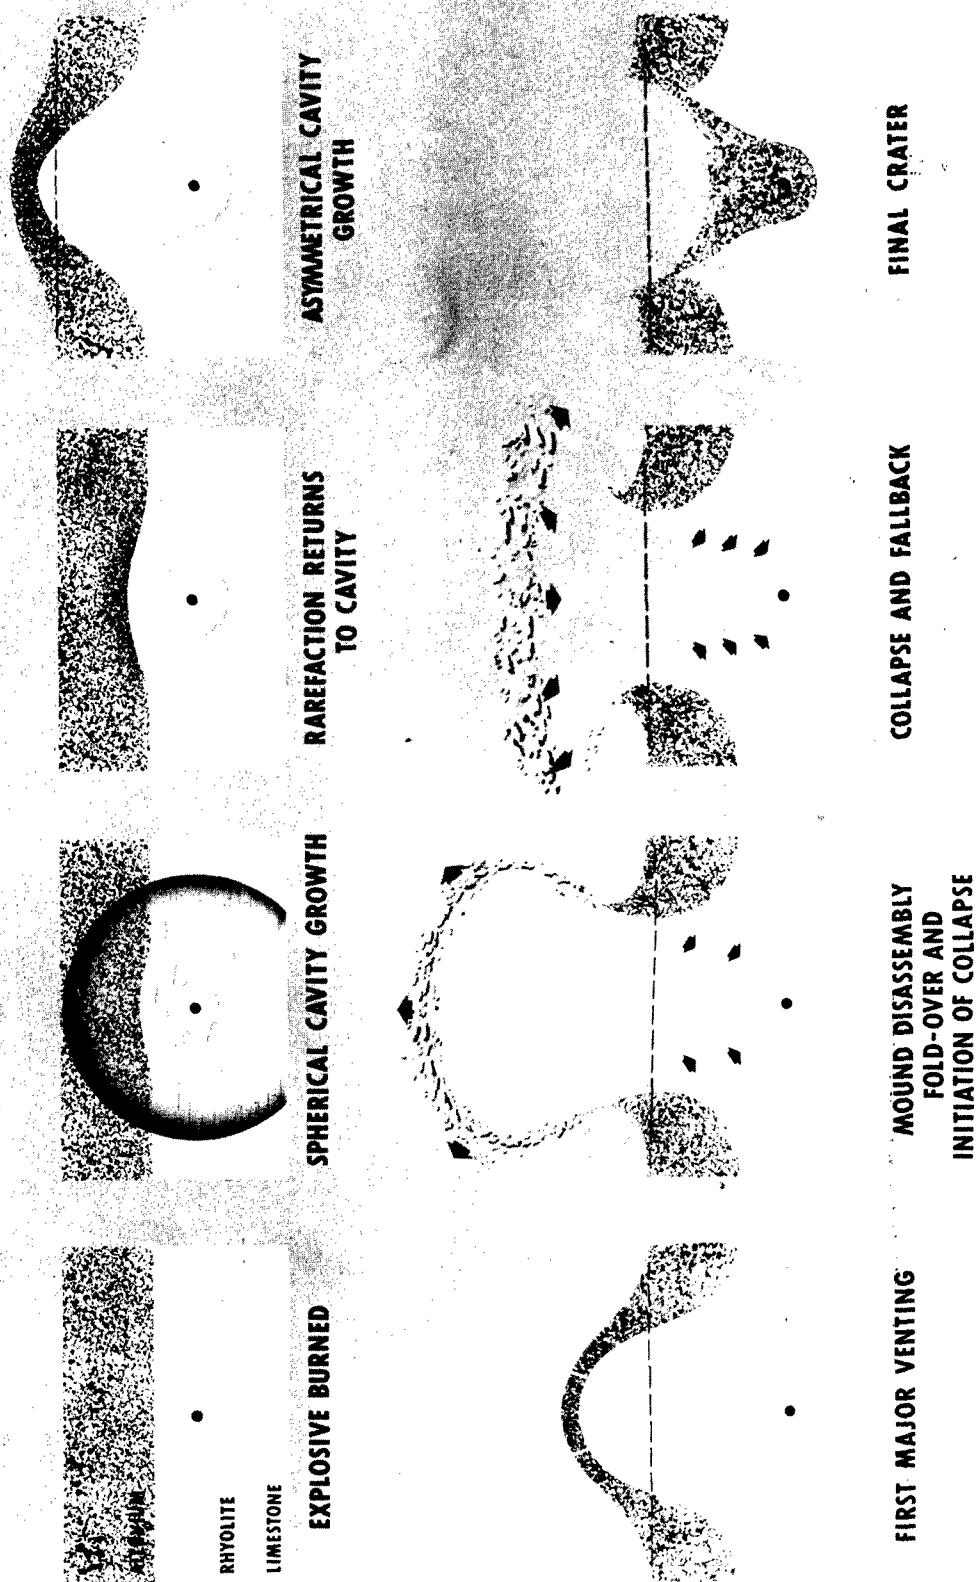 RHYOLITE
LIMESTONE
EXPLOSIVE BURNED
SPHERICAL CAVITY GROWTH
RAREFACTION RETURNS
TO CAVITY
ASYMMETRICAL CAVITY
GROWTH
FIRST MAJOR VENTING
MOUND DISASSEMBLY
FOLD-OVER AND
INITIATION OF COLLAPSE
COLLAPSE AND FALLBACK
FINAL CRATER